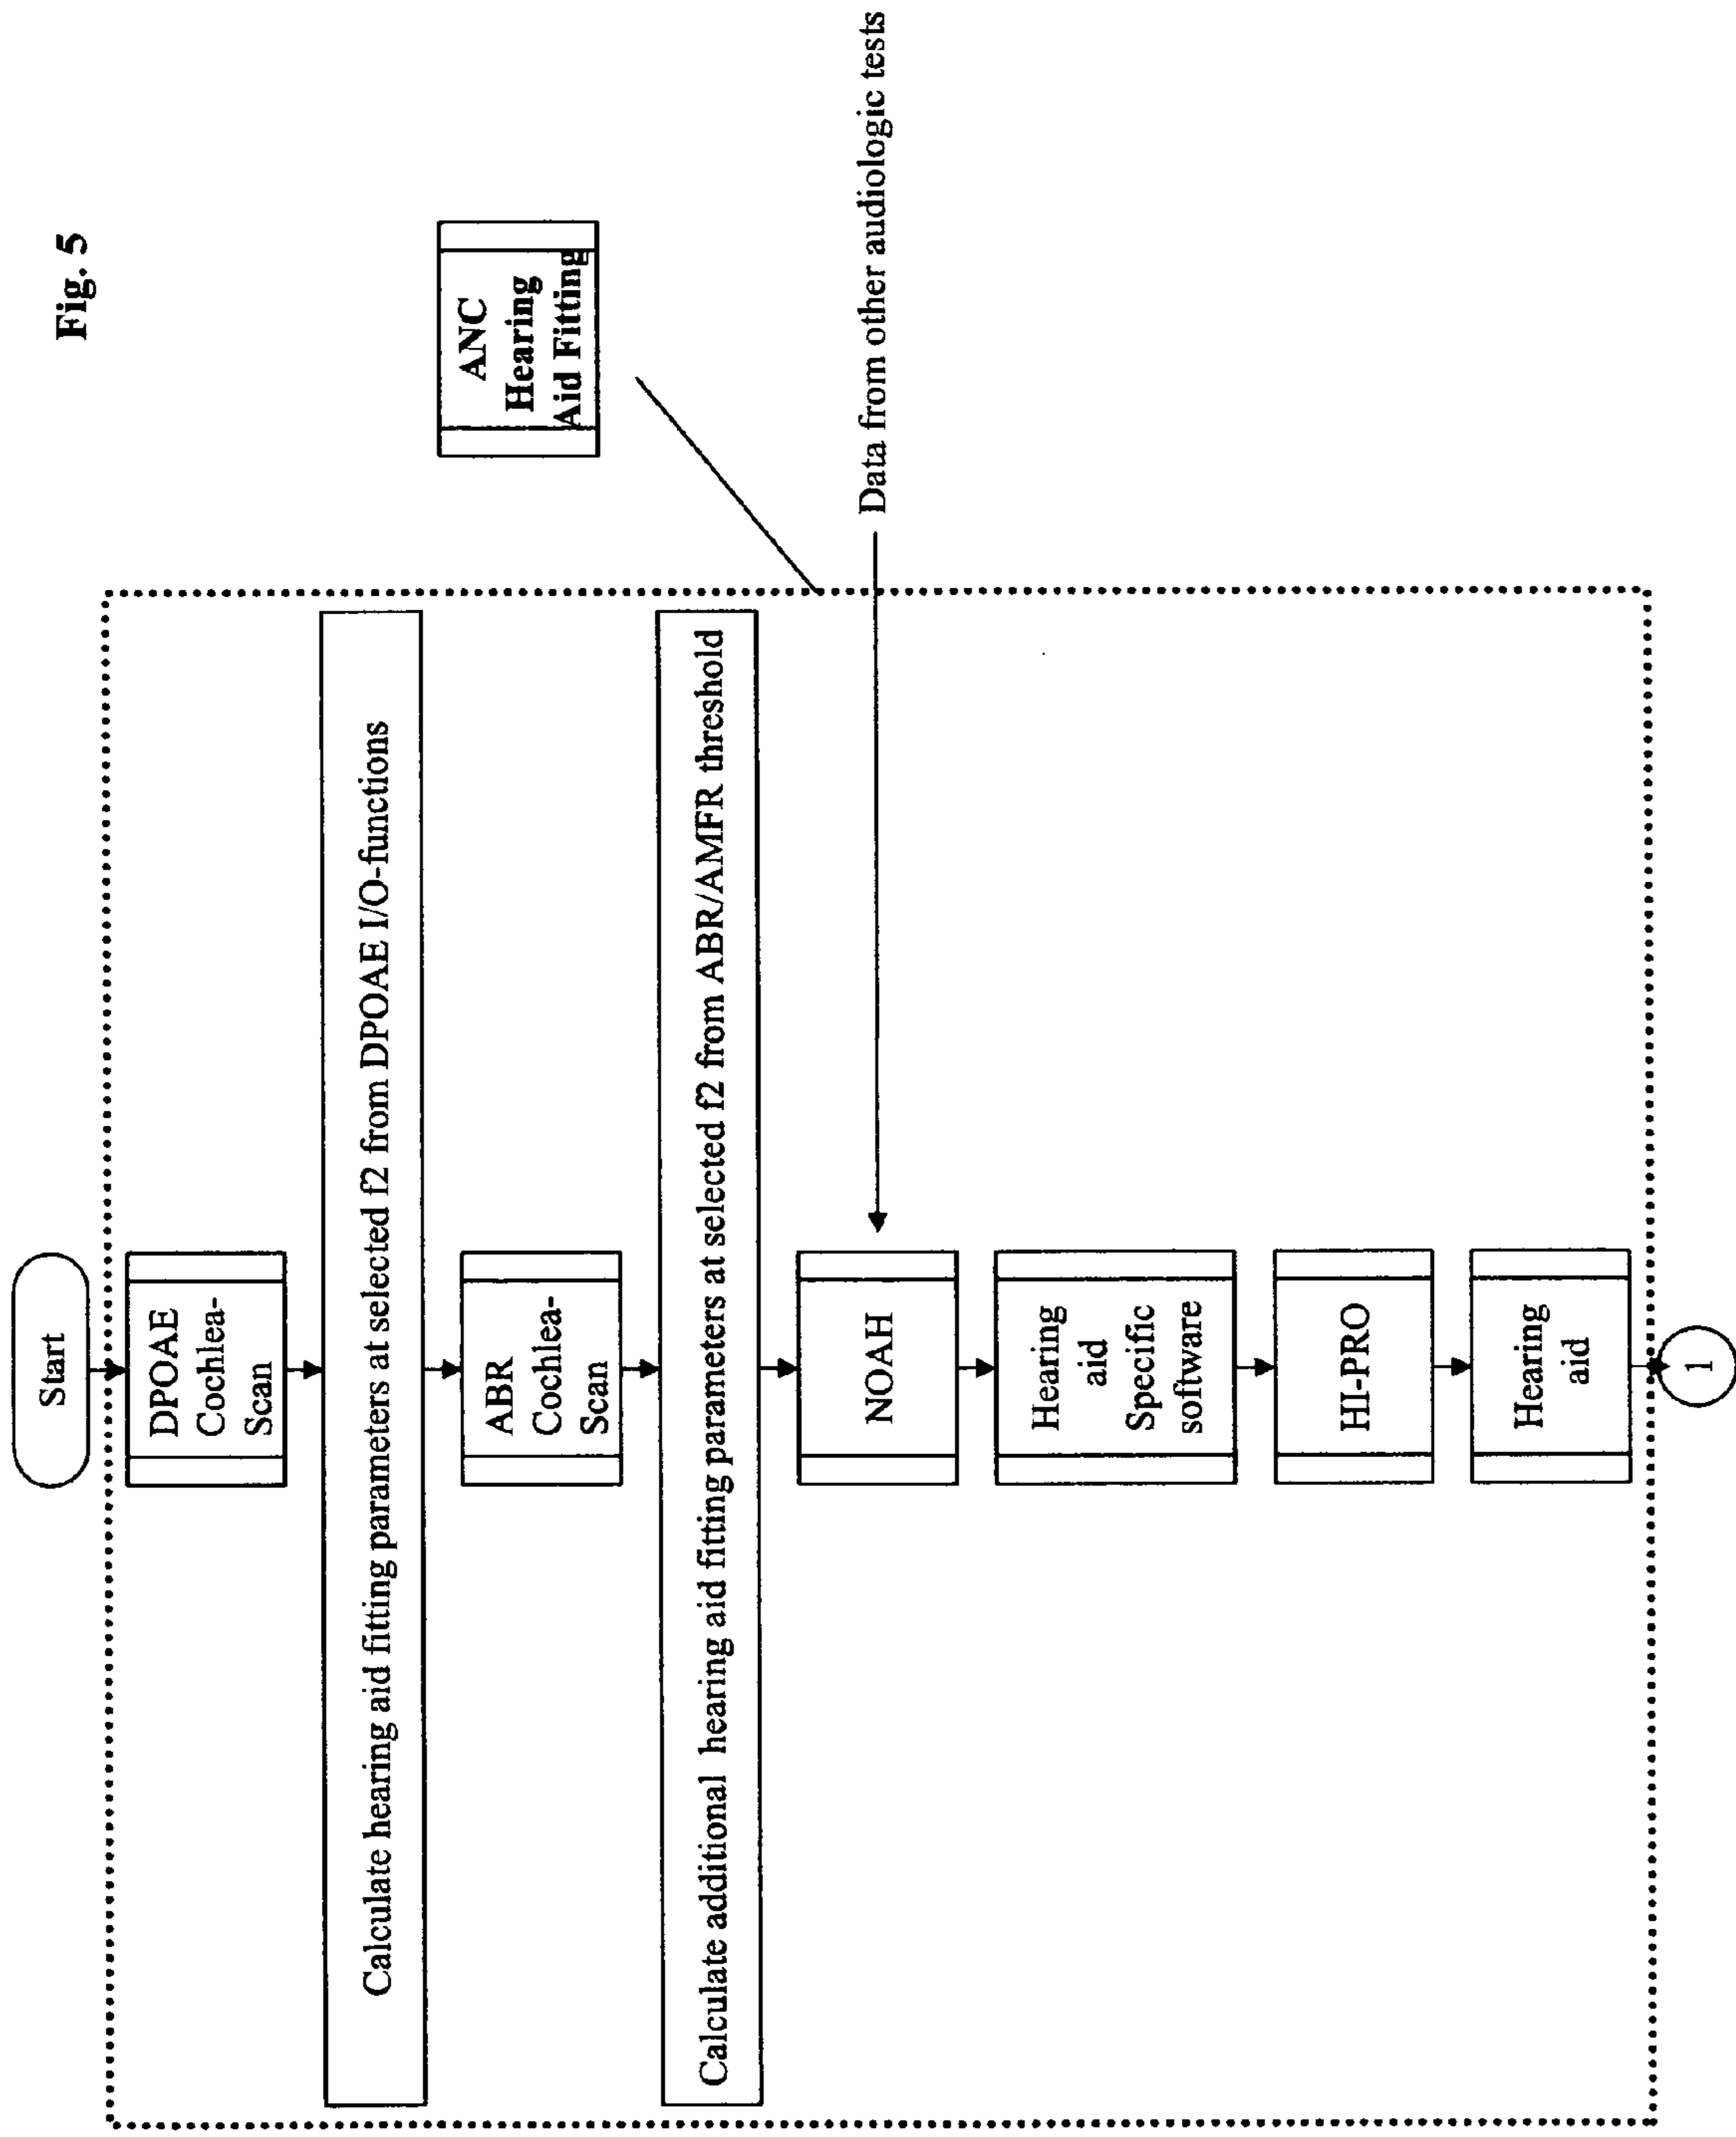 Fig. 5
Start
DPOAE
Cochlea-
Scan
Calculate hearing aid fitting parameters at selected f2 from DPOAE I/O-functions
ANC
Hearing
Aid Fitting
ABR
Cochlea-
Scan
Calculate additional hearing aid fitting parameters at selected f2 from ABR/AMFR threshold
NOAH
Data from other audiologic tests
Hearing
aid
Specific
software
HI-PRO
Hearing
aid
1